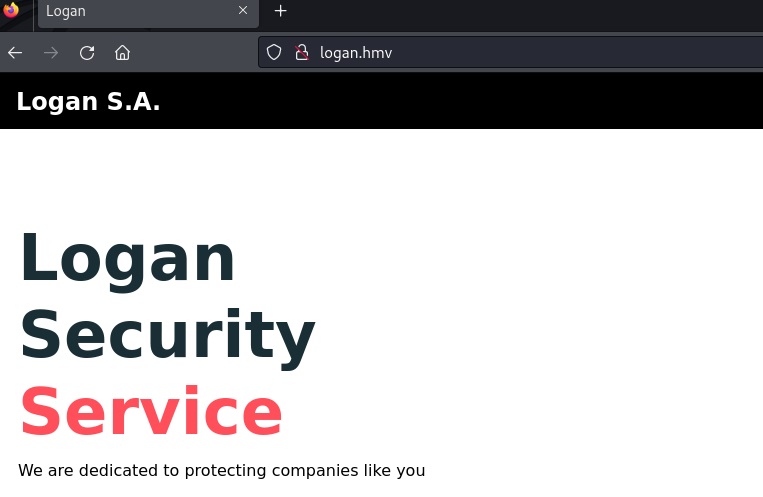 Logan
logan.hmv
Logan S.A.
Logan
Security
Service
We are dedicated to protecting companies like you